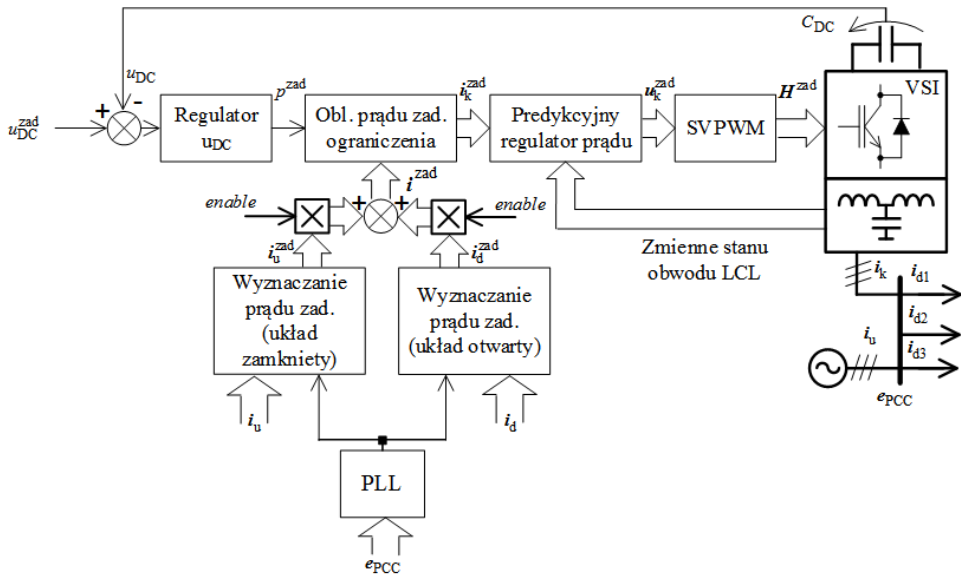 C_DC
u_DC
+
-
p^zad
i_k^zad
u_k^zad
H^zad
VSI
u_DC^zad
Regulator
u_DC
Obl. prądu zad.
ograniczenia
Predykcyjny
regulator prądu
SVPWM
i^zad
enable
+
+
enable
i_u^zad
i_d^zad
Zmienne stanu
obwodu LCL
Wyznaczanie
prądu zad.
(układ
zamkniety)
Wyznaczanie
prądu zad.
(układ otwarty)
i_k
i_d1
i_d2
i_u
i_d3
e_PCC
i_u
i_d
PLL
e_PCC